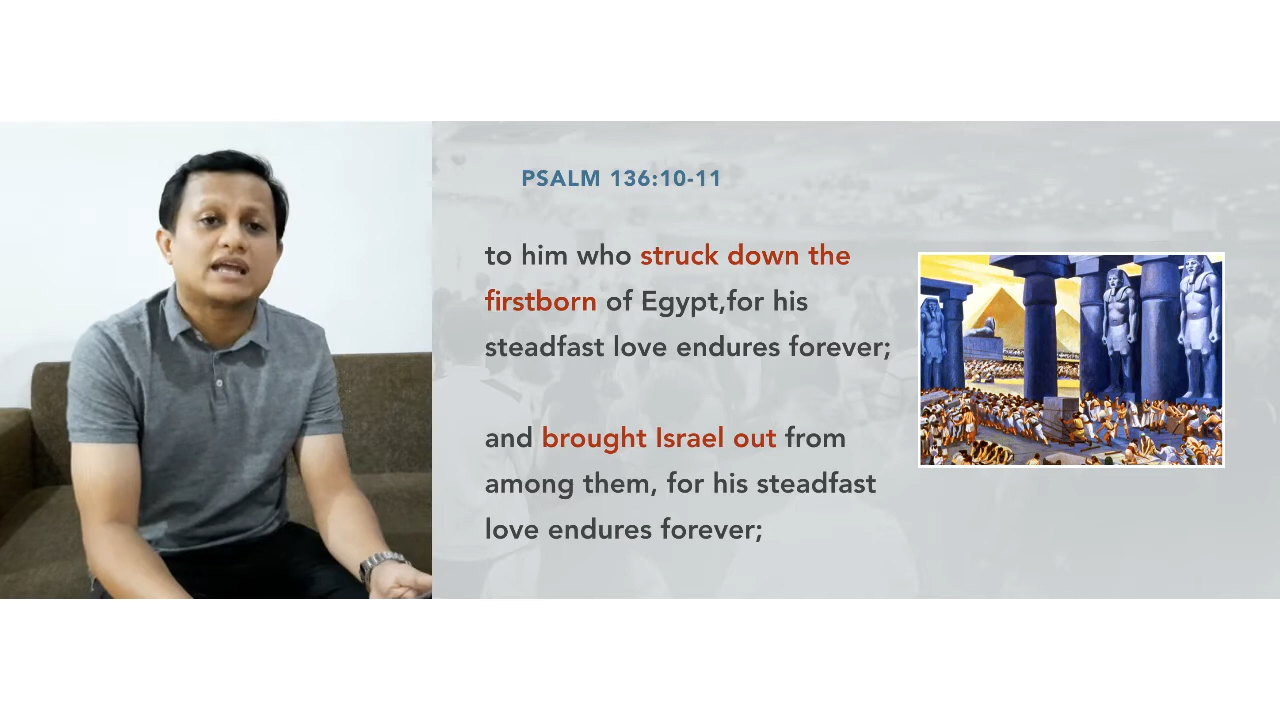 PSALM 136:10-11
to him who struck down the
firstborn of Egypt,for his
steadfast love endures forever;
and brought Israel out from
among them, for his steadfast
love endures forever;